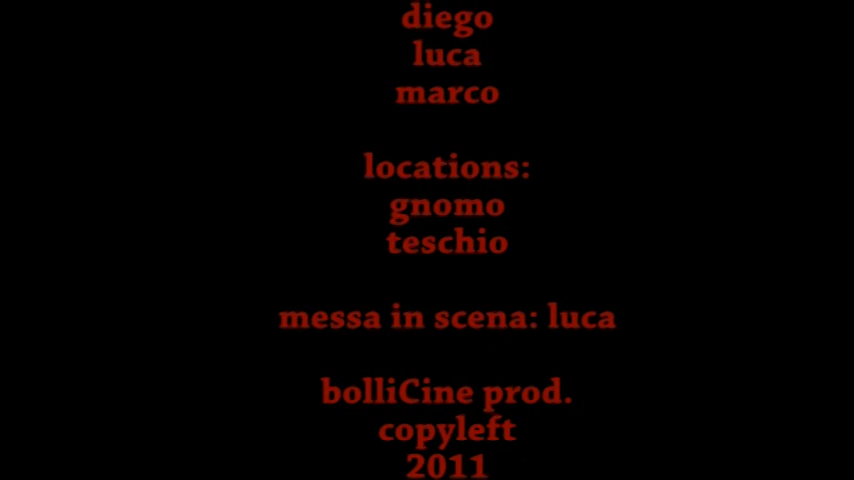 diego
luca
marco
locations:
gnomo
teschio
messa in scena: luca
bolliCine prod.
copyleft
2011